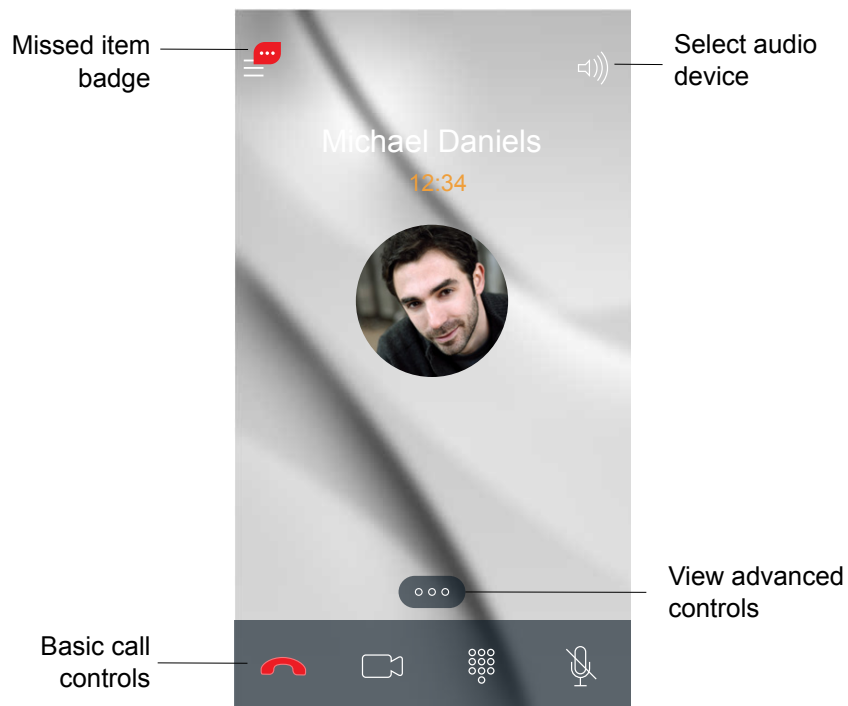 Missed item
badge
Select audio
device
Michael Daniels
12:34
View advanced
controls
Basic call
controls